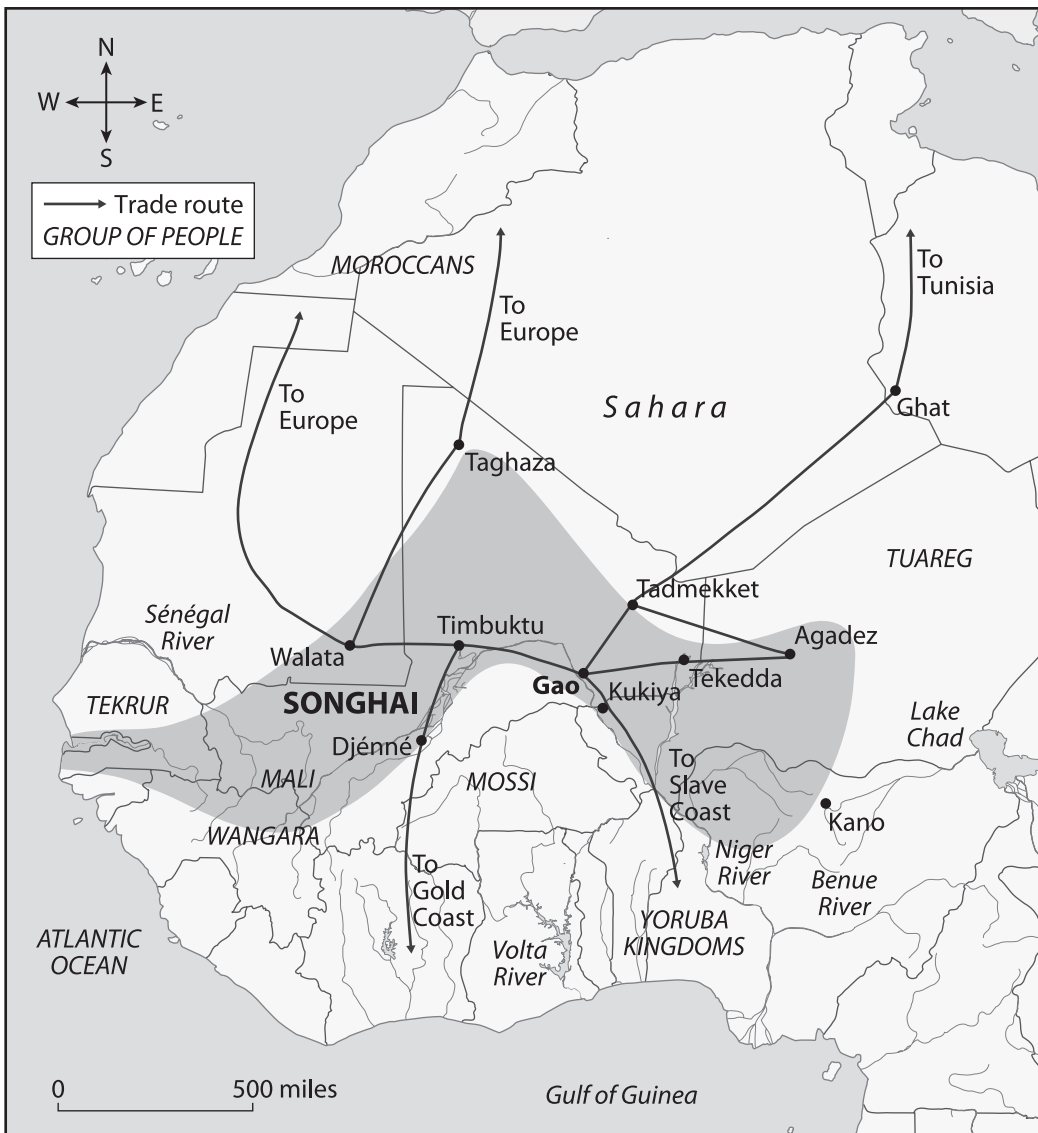 N
W
E
S
Trade route
GROUP OF PEOPLE
MOROCCANS
To
Europe
To
Tunisia
To
Europe
Sahara
Ghat
Taghaza
TUAREG
Tadmekket
Sénégal
River
Timbuktu
Agadez
Walata
Tekedda
Gao
Kukiya
TEKRUR
SONGHAI
Lake
Chad
Djénné
To
Slave
Coast
MALI
MOSSI
WANGARA
Kano
Niger
River
To
Gold
Coast
Benue
River
YORUBA
KINGDOMS
ATLANTIC
OCEAN
Volta
River
0
500 miles
Gulf of Guinea